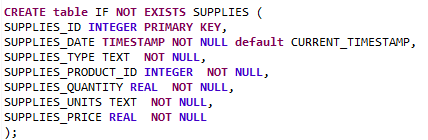 CREATE table IF NOT EXISTS SUPPLIES (
SUPPLIES_ID INTEGER PRIMARY KEY,
SUPPLIES_DATE TIMESTAMP NOT NULL default CURRENT_TIMESTAMP,
SUPPLIES_TYPE TEXT  NOT NULL,
SUPPLIES_PRODUCT_ID INTEGER  NOT NULL,
SUPPLIES_QUANTITY REAL  NOT NULL,
SUPPLIES_UNITS TEXT  NOT NULL,
SUPPLIES_PRICE REAL  NOT NULL
);